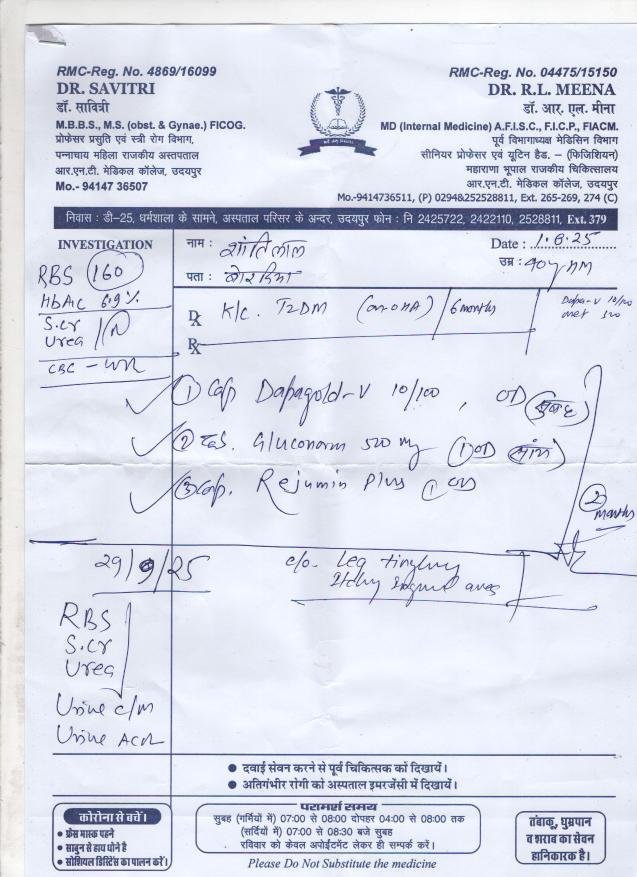 RMC-Reg. No. 4869/16099
DR. SAVITRI
डॉ. सावित्री
M.B.B.S., M.S. (obst. & Gynae.) FICOG.
प्रोफेसर प्रसुति एवं स्त्री रोग विभाग,
पन्नाधाय महिला राजकीय अस्तपताल
आर.एन.टी. मेडिकल कॉलेज, उदयपुर
Mo.- 94147 36507
RMC-Reg. No. 04475/15150
DR. R.L. MEENA
डॉ. आर. एल. मीना
MD (Internal Medicine) A.F.I.S.C., F.I.C.P., FIACM.
पूर्व विभागाध्यक्ष मेडिसिन विभाग
सीनियर प्रोफेसर एवं यूटिन हैड. – (फिजिशियन)
महाराणा भूपाल राजकीय चिकित्सालय
आर.एन.टी. मेडिकल कॉलेज, उदयपुर
Mo.-9414736511, (P) 0294&252528811, Ext. 265-269, 274 (C)
निवास : डी-25, धर्मशाला के सामने, अस्पताल परिसर के अन्दर, उदयपुर फोन : नि 2425722, 2422110, 2528811, Ext. 379
INVESTIGATION
RBS 160
HbA1C 6.9%
S.cr
Urea
N
CBC -
नाम : शांतिलाल
पता : बोरदिया
Date : 1.8.25
उम्र : 40y
K/c. T2DM (on OHA) / 6 months
Dapa-V 10/100
met 500
Rx
Rx
① Cap Dapagold-V 10/100, OD (सुबह)
② Tab. Gluconorm 500 mg ① OD (सांय)
③ Cap. Rejumin Plus ① OD
② months
29/9/25
c/o. Leg tingling
Itchy
RBS
S.cr
Urea
Urine c/m
Urine ACR
● दवाई सेवन करने से पूर्व चिकित्सक कों दिखायें।
● अतिगंभीर रोगी को अस्पताल इमरजेंसी में दिखायें।
कोरोना से बचें।
● फ्रेस मास्क पहने
● साबुन से हाथ धोने है
● सोशियल डिस्टिेंस का पालन करें।
परामर्श समय
सुबह (गर्मियों में) 07:00 से 08:00 दोपहर 04:00 से 08:00 तक
(सर्दियों में) 07:00 से 08:30 बजे सुबह
रविवार को केवल अपोईंटमेंट लेकर ही सम्पर्क करें।
Please Do Not Substitute the medicine
तंबाकू, धुम्रपान
व शराब का सेवन
हानिकारक है।